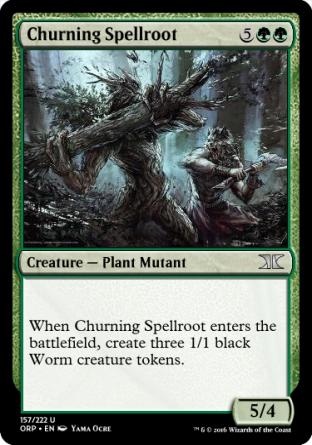 Churning Spellroot 5
Creature — Plant Mutant
When Churning Spellroot enters the
battlefield, create three 1/1 black
Worm creature tokens.
5/4
157/222 U
ORP • EN Yama Ocre
™ & © 2016 Wizards of the Coast